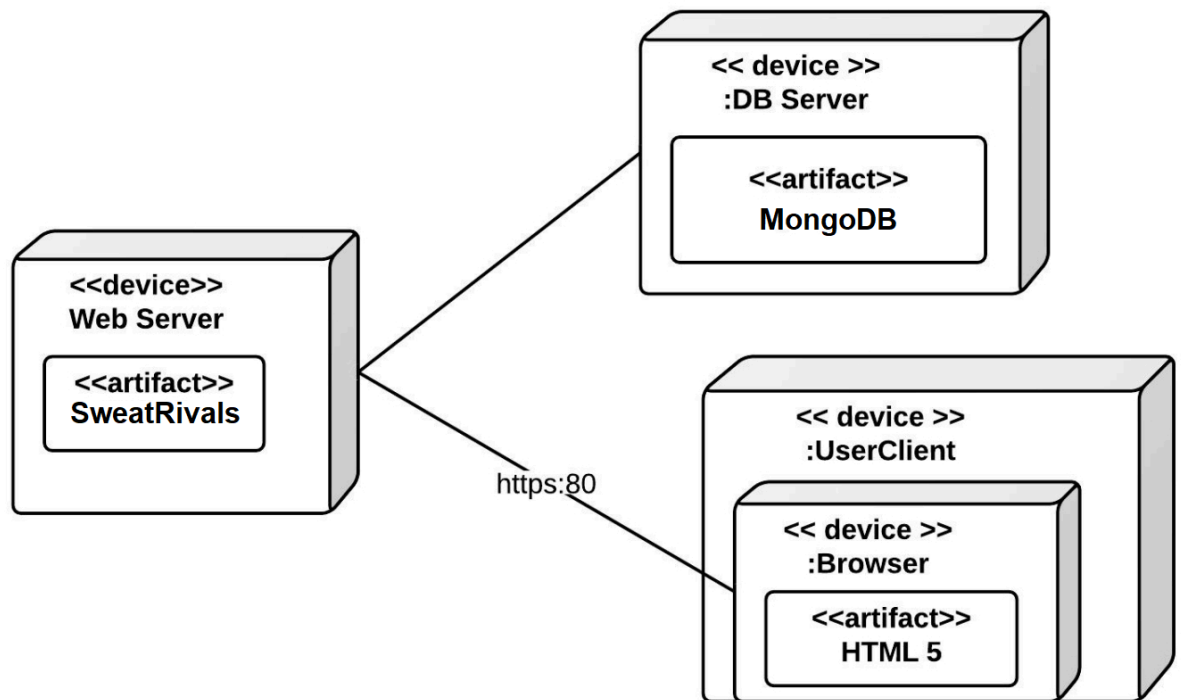 << device >>
:DB Server
<<artifact>>
MongoDB
<<device>>
Web Server
<<artifact>>
SweatRivals
https:80
<< device >>
:UserClient
<< device >>
:Browser
<<artifact>>
HTML 5